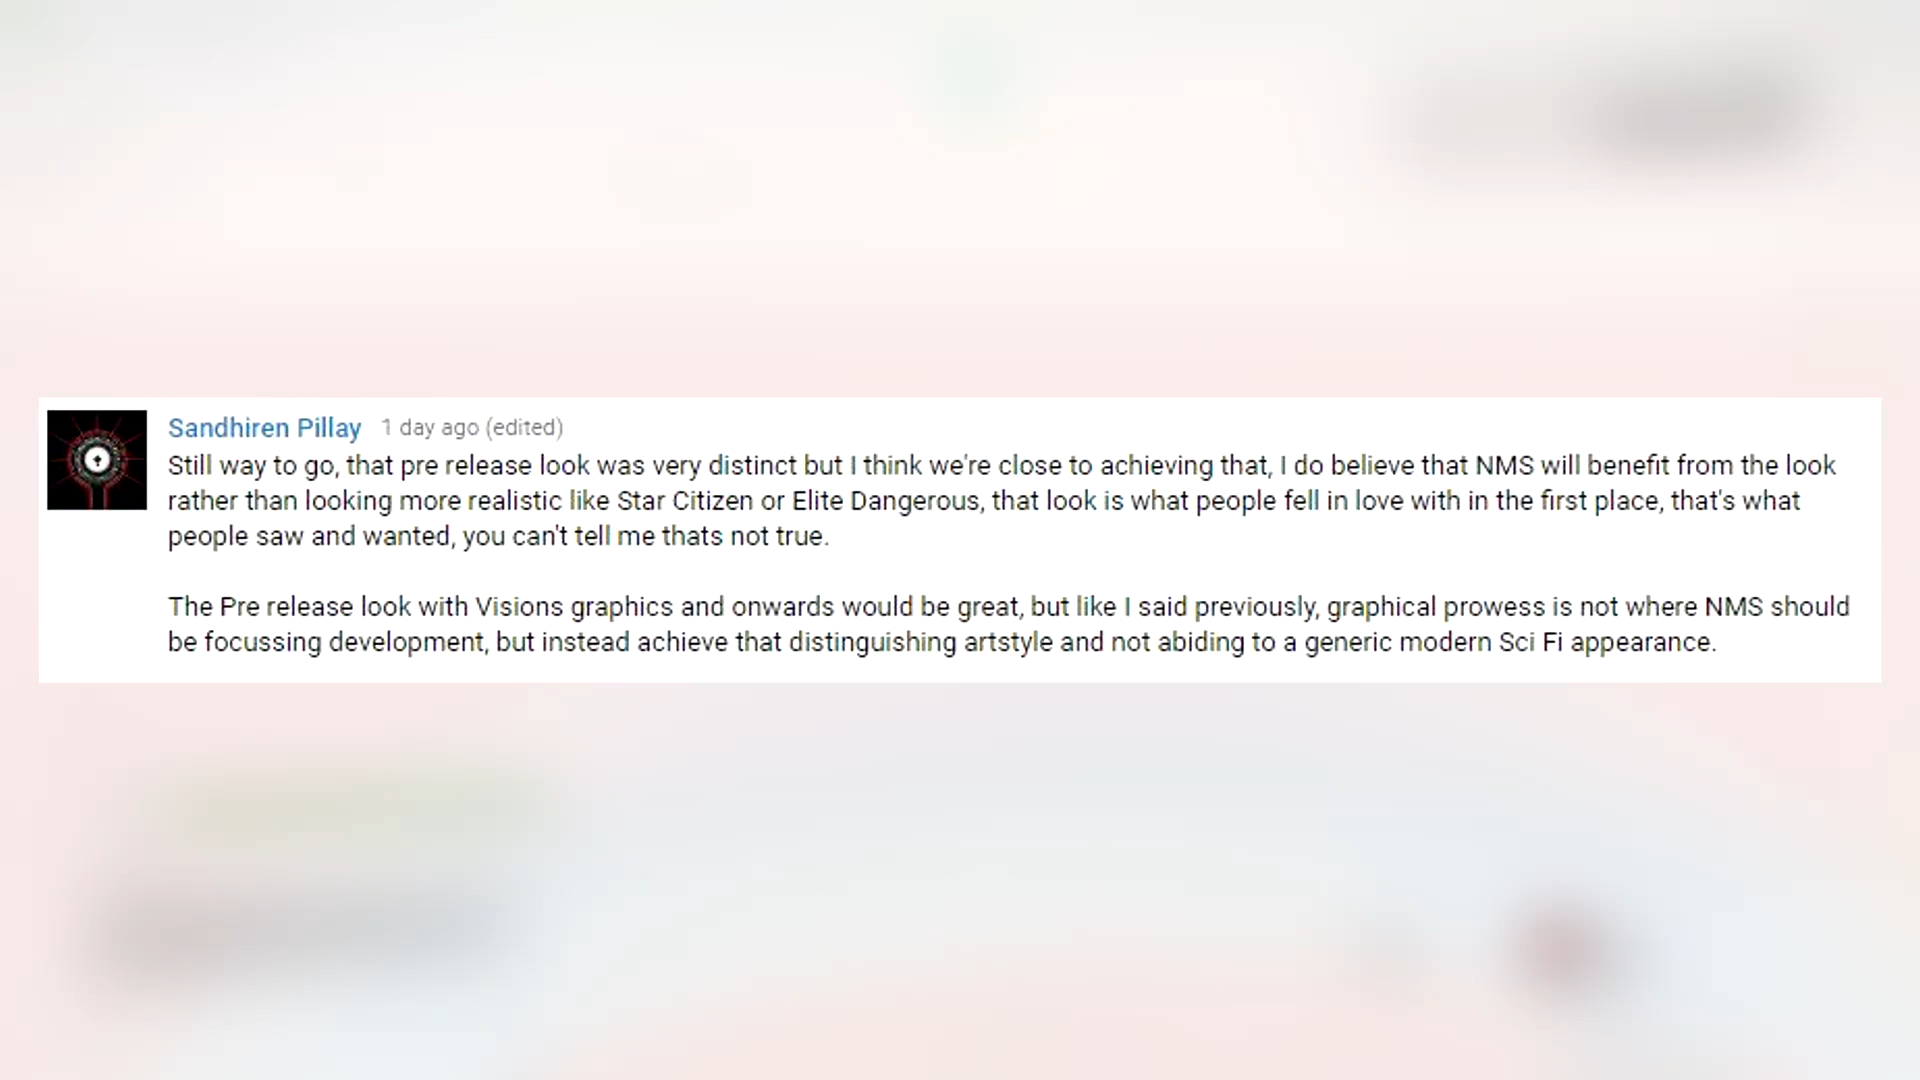 Sandhiren Pillay 1 day ago (edited)
Still way to go, that pre release look was very distinct but I think we're close to achieving that, I do believe that NMS will benefit from the look
rather than looking more realistic like Star Citizen or Elite Dangerous, that look is what people fell in love with in the first place, that's what
people saw and wanted, you can't tell me thats not true.
The Pre release look with Visions graphics and onwards would be great, but like I said previously, graphical prowess is not where NMS should
be focussing development, but instead achieve that distinguishing artstyle and not abiding to a generic modern Sci Fi appearance.